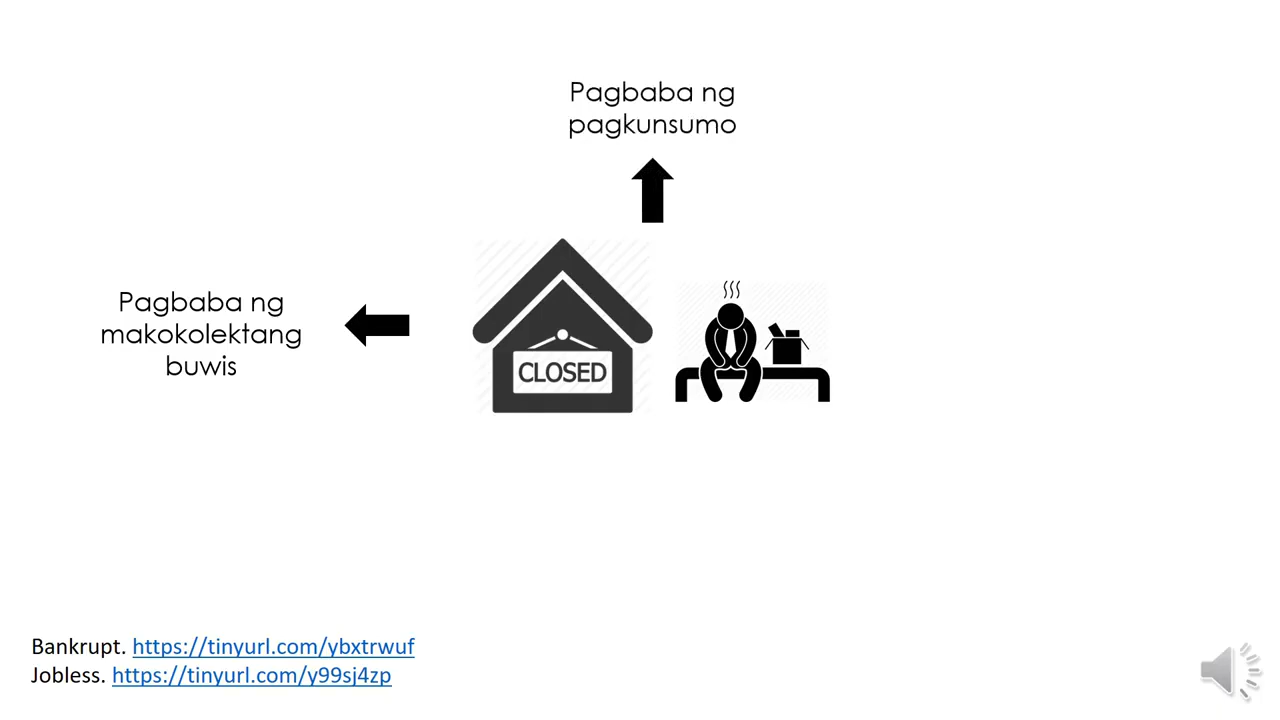 Pagbaba ng
pagkunsumo
Pagbaba ng
makokolektang
buwis
CLOSED
Bankrupt. https://tinyurl.com/ybxtrwuf
Jobless. https://tinyurl.com/y99sj4zp